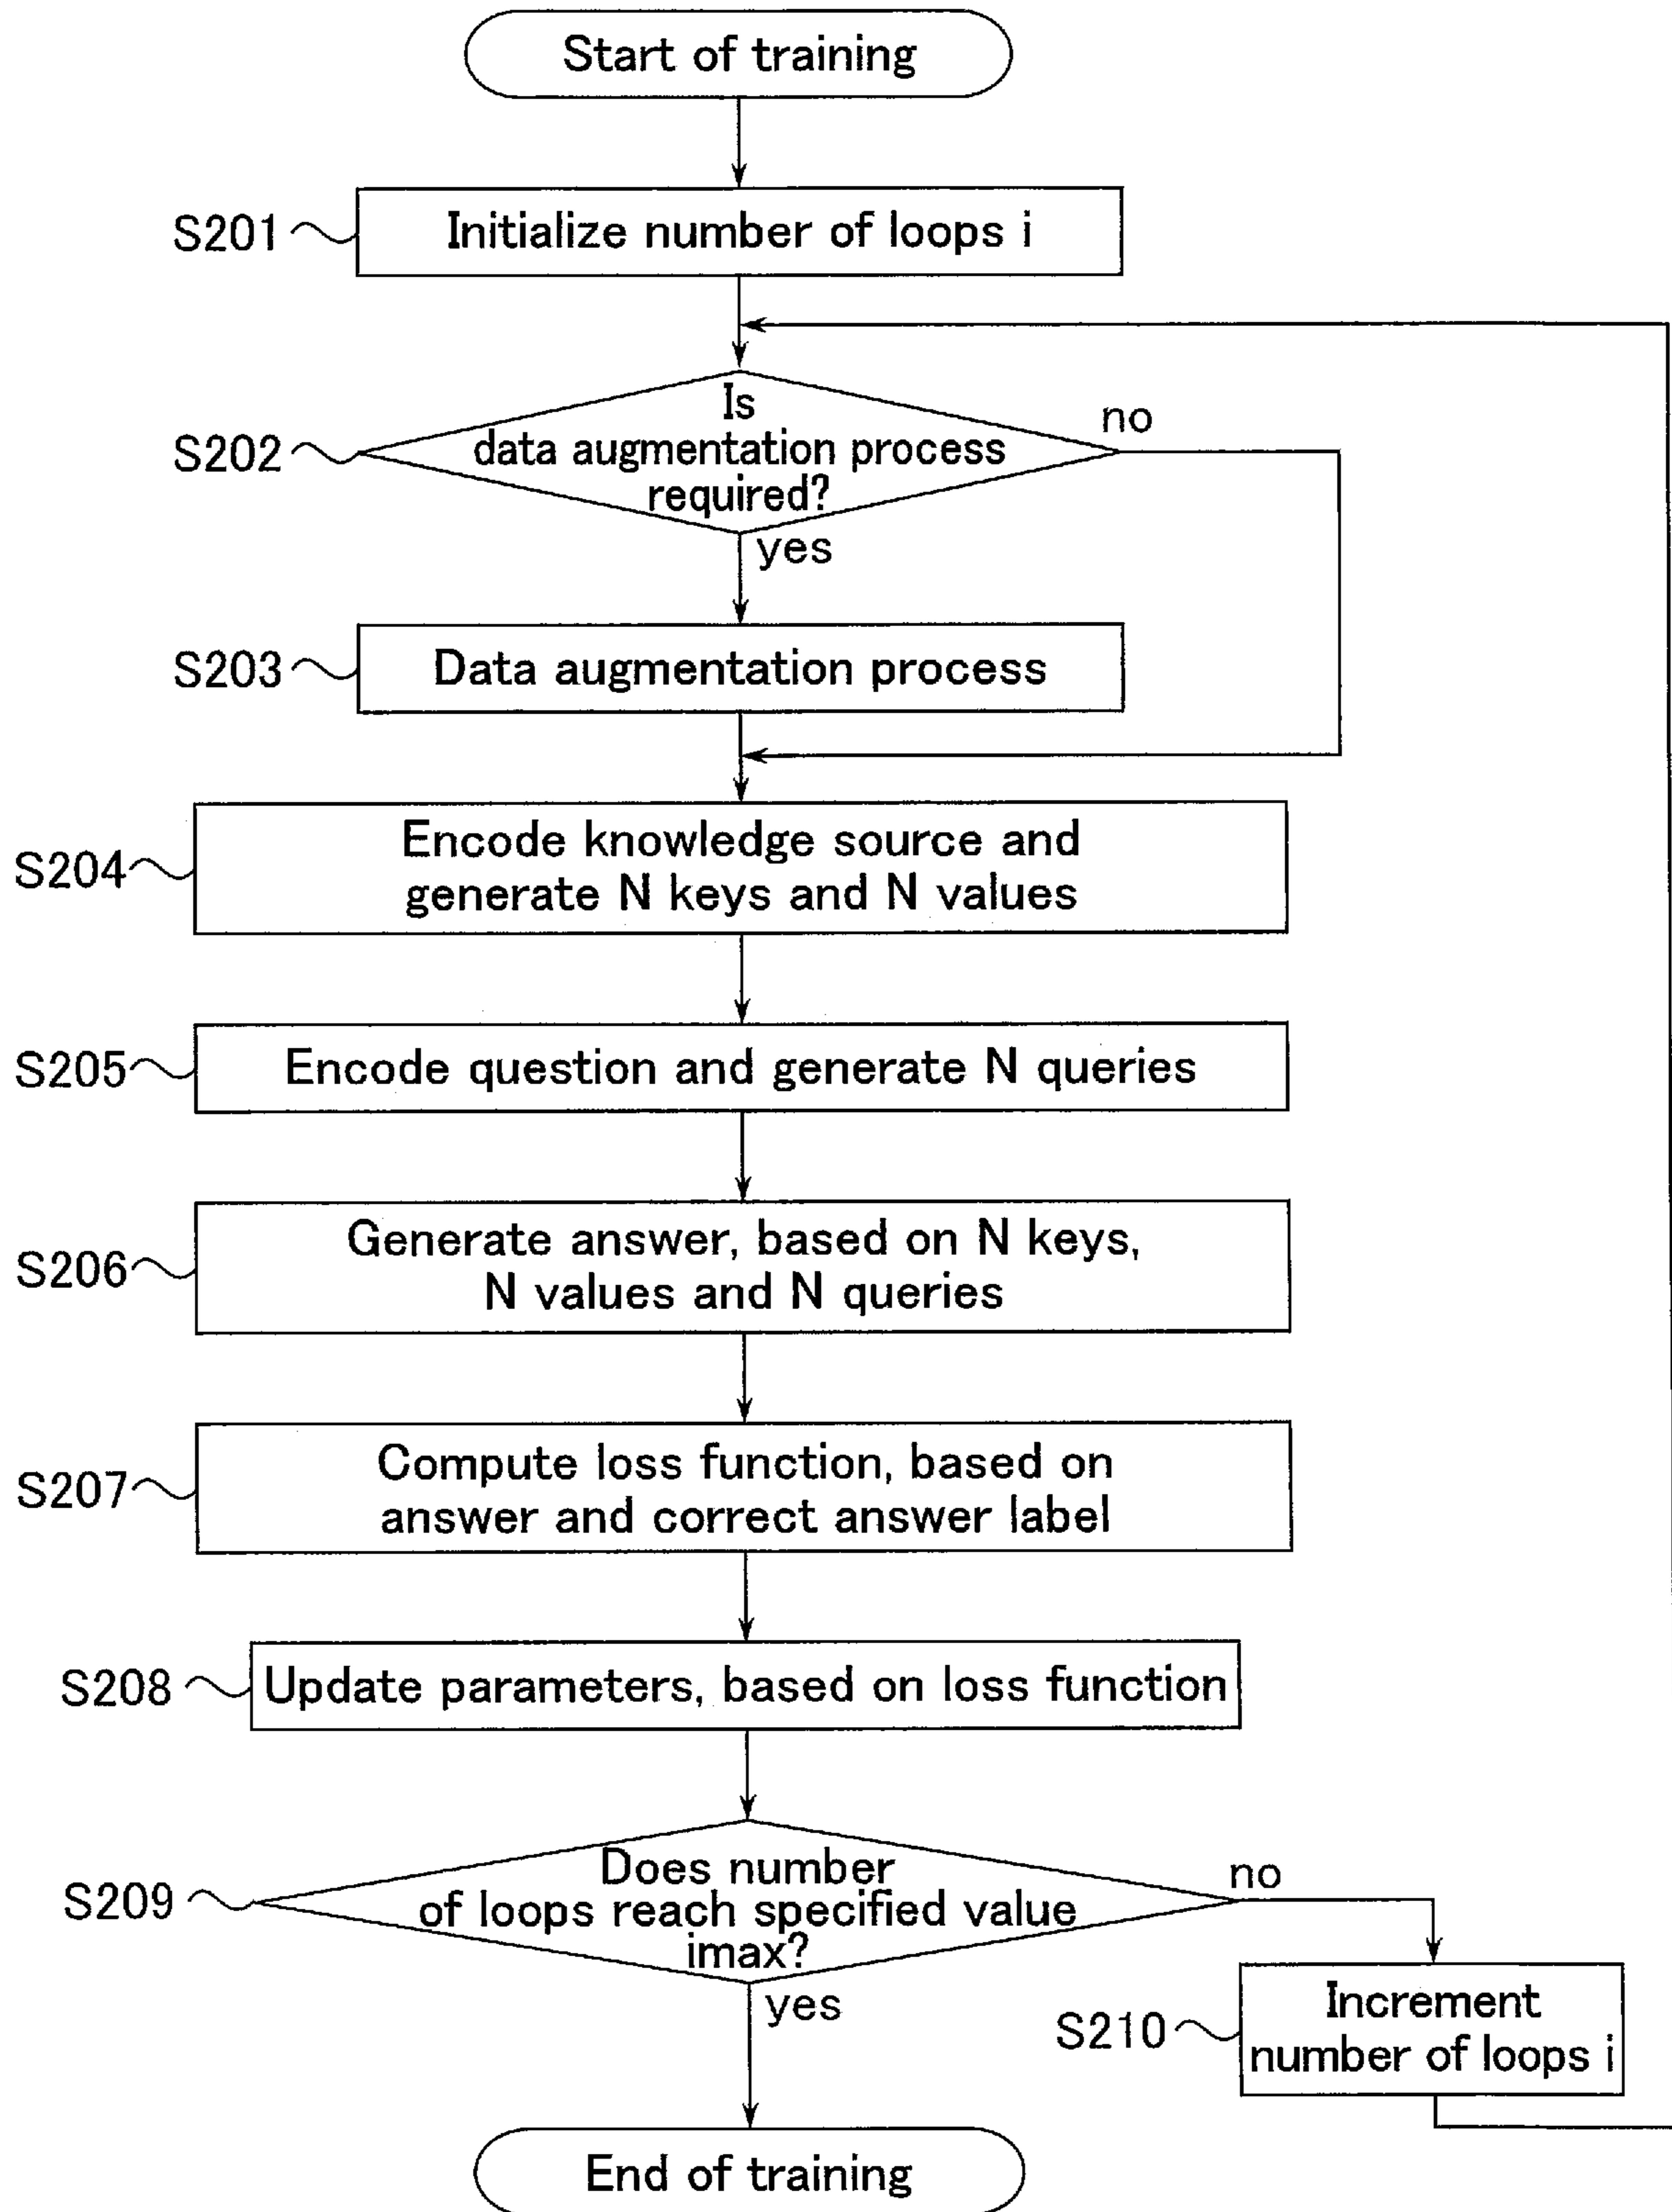 Start of training
S201
Initialize number of loops i
S202
Is
data augmentation process
required?
no
yes
S203
Data augmentation process
S204
Encode knowledge source and
generate N keys and N values
S205
Encode question and generate N queries
S206
Generate answer, based on N keys,
N values and N queries
S207
Compute loss function, based on
answer and correct answer label
S208
Update parameters, based on loss function
S209
Does number
of loops reach specified value
imax?
no
yes
S210
Increment
number of loops i
End of training